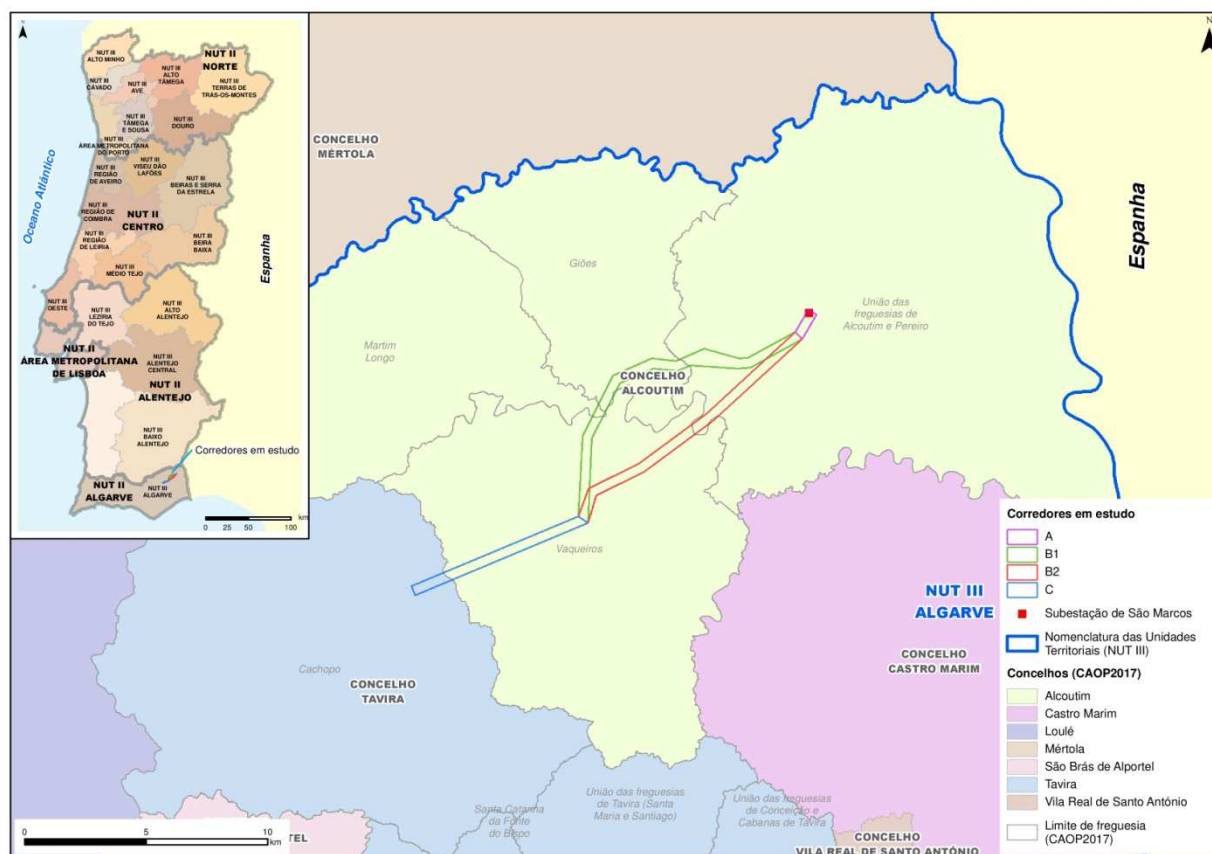 N
NUT III
ALTO MINHO
NUT II
NORTE
NUT III
ALTO
TÂMEGA
NUT III
CÁVADO
NUT III
AVE
NUT III
TERRAS DE
TRÁS-OS-MONTES
NUT III
TÂMEGA
E SOUSA
NUT III
DOURO
NUT III
ÁREA METROPOLITANA
DO PORTO
NUT III
VISEU DÃO
LAFÕES
NUT III
REGIÃO
DE AVEIRO
NUT III
BEIRAS E SERRA
DA ESTRELA
NUT III
REGIÃO DE
COIMBRA
NUT II
CENTRO
NUT III
REGIÃO
DE LEIRIA
NUT III
BEIRA
BAIXA
NUT III
MÉDIO TEJO
NUT III
OESTE
NUT III
LEZÍRIA
DO TEJO
NUT III
ALTO
ALENTEJO
NUT II
ÁREA METROPOLITANA
DE LISBOA
NUT III
ALENTEJO
CENTRAL
NUT II
ALENTEJO
NUT III
BAIXO
ALENTEJO
Corredores em estudo
NUT II
ALGARVE
NUT III
ALGARVE
Oceano Atlântico
Espanha
km
0 25 50 100
N
CONCELHO
MÉRTOLA
Espanha
Giões
União das
freguesias de
Alcoutim e Pereiro
Martim
Longo
CONCELHO
ALCOUTIM
Vaqueiros
NUT III
ALGARVE
CONCELHO
CASTRO MARIM
Cachopo
CONCELHO
TAVIRA
Santa Catarina
da Fonte
do Bispo
União das freguesias
de Tavira (Santa
Maria e Santiago)
União das freguesias
de Conceição e
Cabanas de Tavira
TEL
CONCELHO
VILA REAL DE SANTO ANTÓNIO
0 5 10
km
Corredores em estudo
A
B1
B2
C
Subestação de São Marcos
Nomenclatura das Unidades
Territoriais (NUT III)
Concelhos (CAOP2017)
Alcoutim
Castro Marim
Loulé
Mértola
São Brás de Alportel
Tavira
Vila Real de Santo António
Limite de freguesia
(CAOP2017)